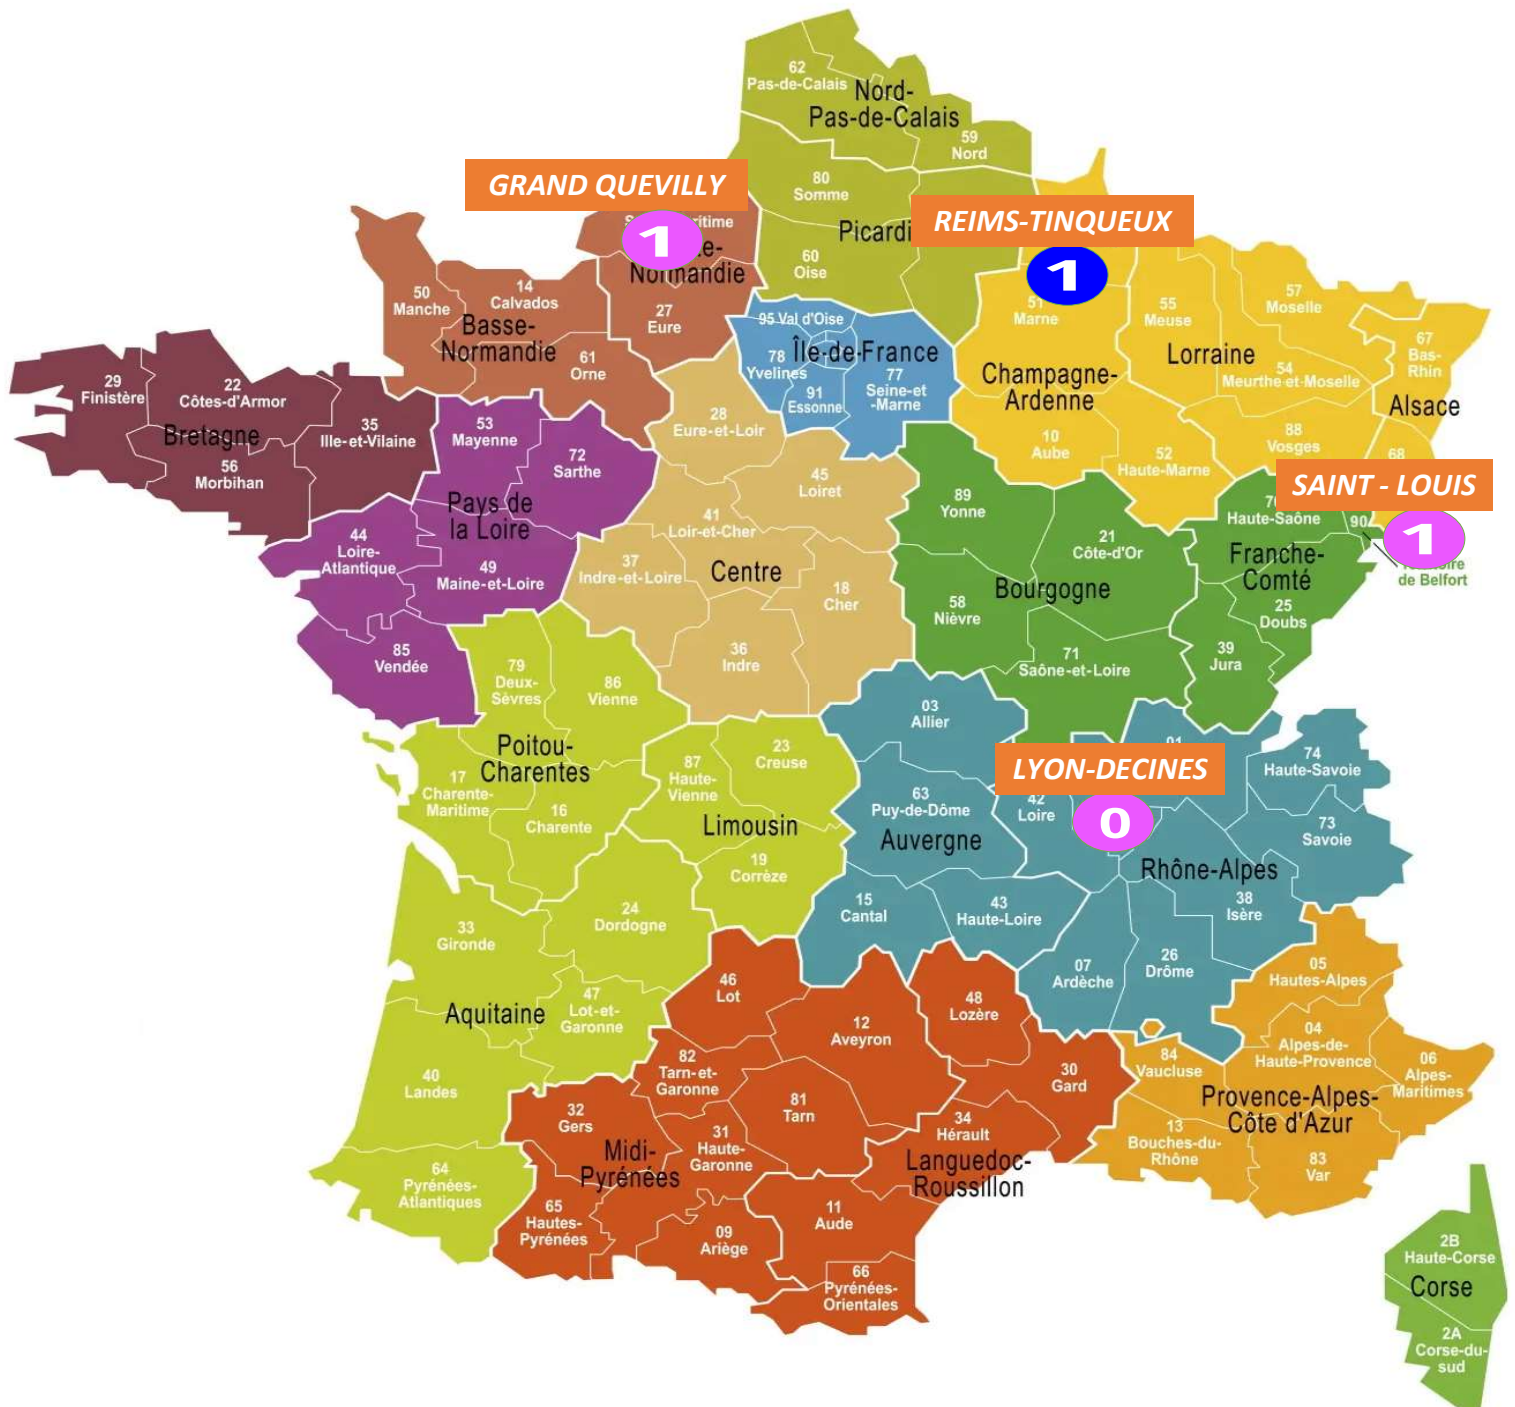 62
Pas-de-Calais
Nord-
Pas-de-Calais
59
Nord
GRAND QUEVILLY
80
Somme
REIMS-TINQUEUX
Picardi
1
1
Normandie
60
Oise
50
Manche
14
Calvados
Basse-
Normandie
27
Eure
61
Orne
95 Val d'Oise
Île-de-France
78
Yvelines
91
Essonne
77
Seine-et
-Marne
51
Marne
Champagne-
Ardenne
10
Aube
52
Haute-Marne
55
Meuse
Lorraine
57
Moselle
54
Meurthe-et-Moselle
88
Vosges
67
Bas-
Rhin
Alsace
68
SAINT - LOUIS
1
29
Finistère
22
Côtes-d'Armor
Bretagne
35
Ille-et-Vilaine
56
Morbihan
53
Mayenne
72
Sarthe
Pays de
la Loire
44
Loire-
Atlantique
49
Maine-et-Loire
85
Vendée
28
Eure-et-Loir
45
Loiret
41
Loir-et-Cher
37
Indre-et-Loire
Centre
18
Cher
36
Indre
89
Yonne
21
Côte-d'Or
Bourgogne
58
Nièvre
71
Saône-et-Loire
Haute-Saône
90
Franche-
Comté
de Belfort
25
Doubs
39
Jura
79
Deux-
Sèvres
86
Vienne
Poitou-
Charentes
17
Charente-
Maritime
16
Charente
87
Haute-
Vienne
23
Creuse
Limousin
19
Corrèze
03
Allier
63
Puy-de-Dôme
Auvergne
15
Cantal
43
Haute-Loire
LYON-DECINES
0
42
Loire
74
Haute-Savoie
73
Savoie
Rhône-Alpes
38
Isère
07
Ardèche
26
Drôme
33
Gironde
24
Dordogne
Aquitaine
47
Lot-et-
Garonne
40
Landes
64
Pyrénées-
Atlantiques
46
Lot
12
Aveyron
82
Tarn-et-
Garonne
81
Tarn
32
Gers
31
Haute-
Garonne
Midi-
Pyrénées
65
Hautes-
Pyrénées
09
Ariège
48
Lozère
30
Gard
34
Hérault
Languedoc-
Roussillon
11
Aude
66
Pyrénées-
Orientales
05
Hautes-Alpes
04
Alpes-de-
Haute-Provence
06
Alpes-
Maritimes
84
Vaucluse
Provence-Alpes-
Côte d'Azur
13
Bouches-du-
Rhône
83
Var
2B
Haute-Corse
Corse
2A
Corse-du-
sud